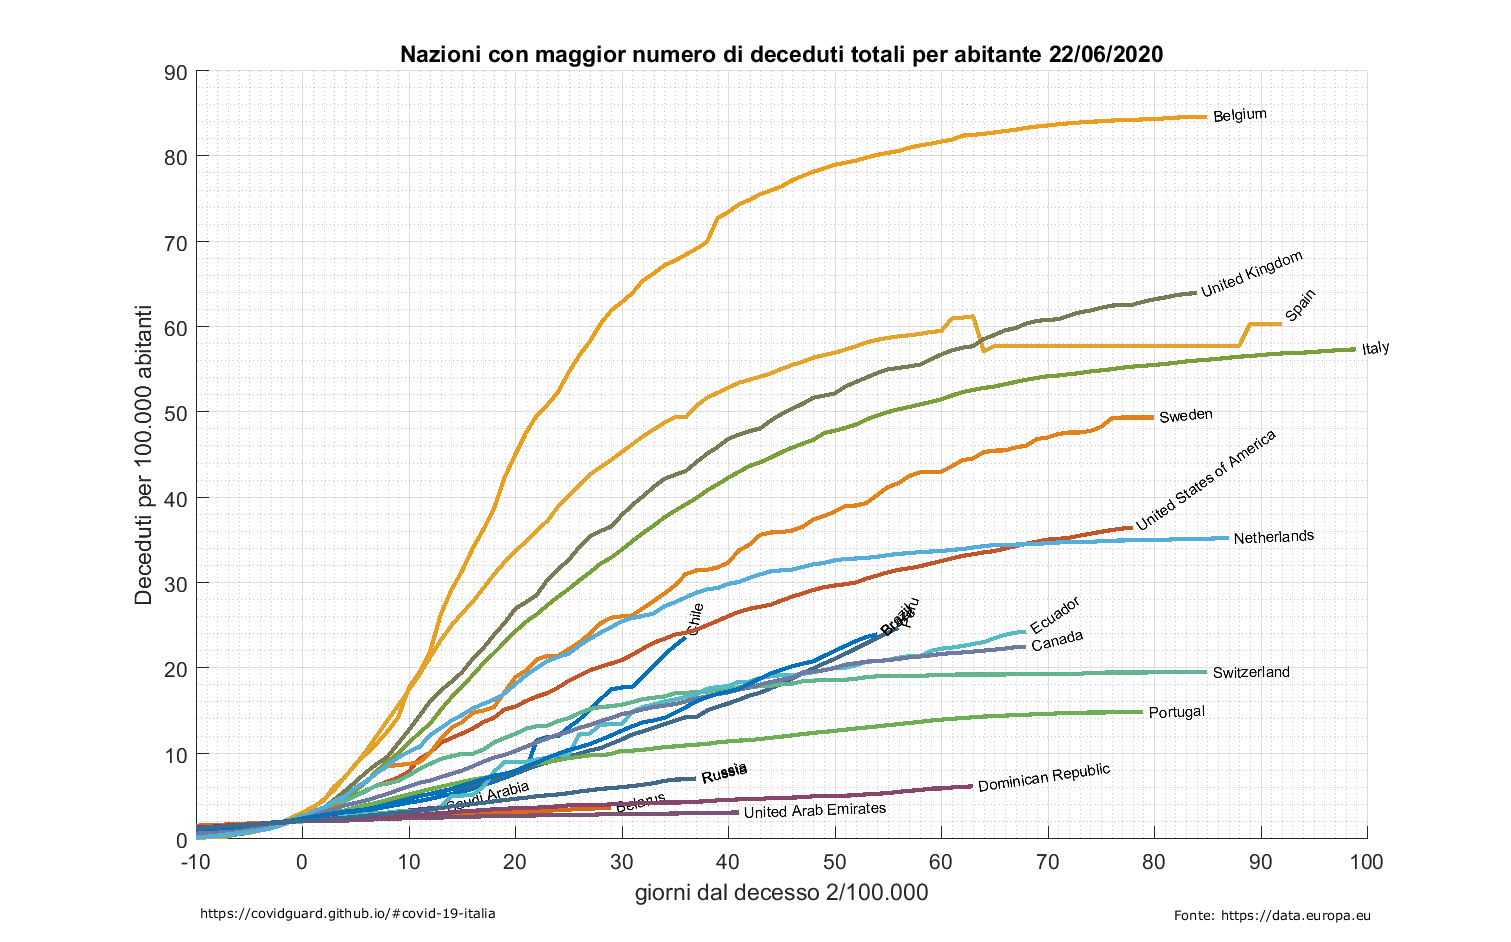 Nazioni con maggior numero di deceduti totali per abitante 22/06/2020
90
80
70
60
50
40
30
20
10
0
Deceduti per 100.000 abitanti
Belgium
United Kingdom
Spain
Italy
Sweden
United States of America
Netherlands
Chile
Brazil
Peru
Ecuador
Canada
Switzerland
Portugal
Russia
Dominican Republic
Saudi Arabia
Belarus
United Arab Emirates
-10 0 10 20 30 40 50 60 70 80 90 100
giorni dal decesso 2/100.000
https://covidguard.github.io/#covid-19-italia
Fonte: https://data.europa.eu